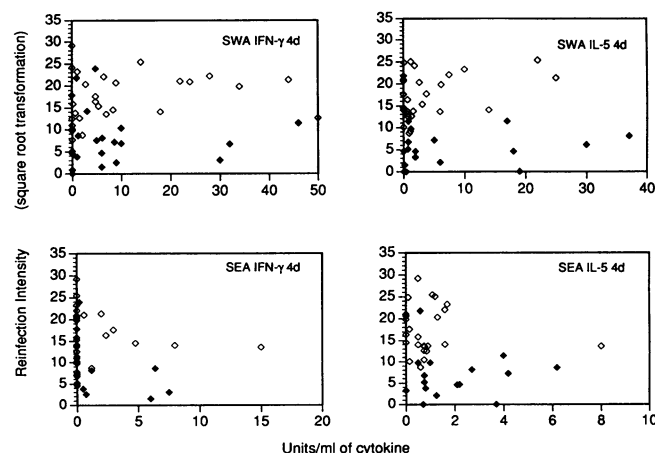 SWA IFN-γ 4d
SWA IL-5 4d
(square root transformation)
35
30
25
20
15
10
5
0
0 10 20 30 40 50
35
30
25
20
15
10
5
0
0 10 20 30 40
SEA IFN-γ 4d
SEA IL-5 4d
Reinfection Intensity
35
30
25
20
15
10
5
0
0 5 10 15 20
35
30
25
20
15
10
5
0
0 2 4 6 8 10
Units/ml of cytokine